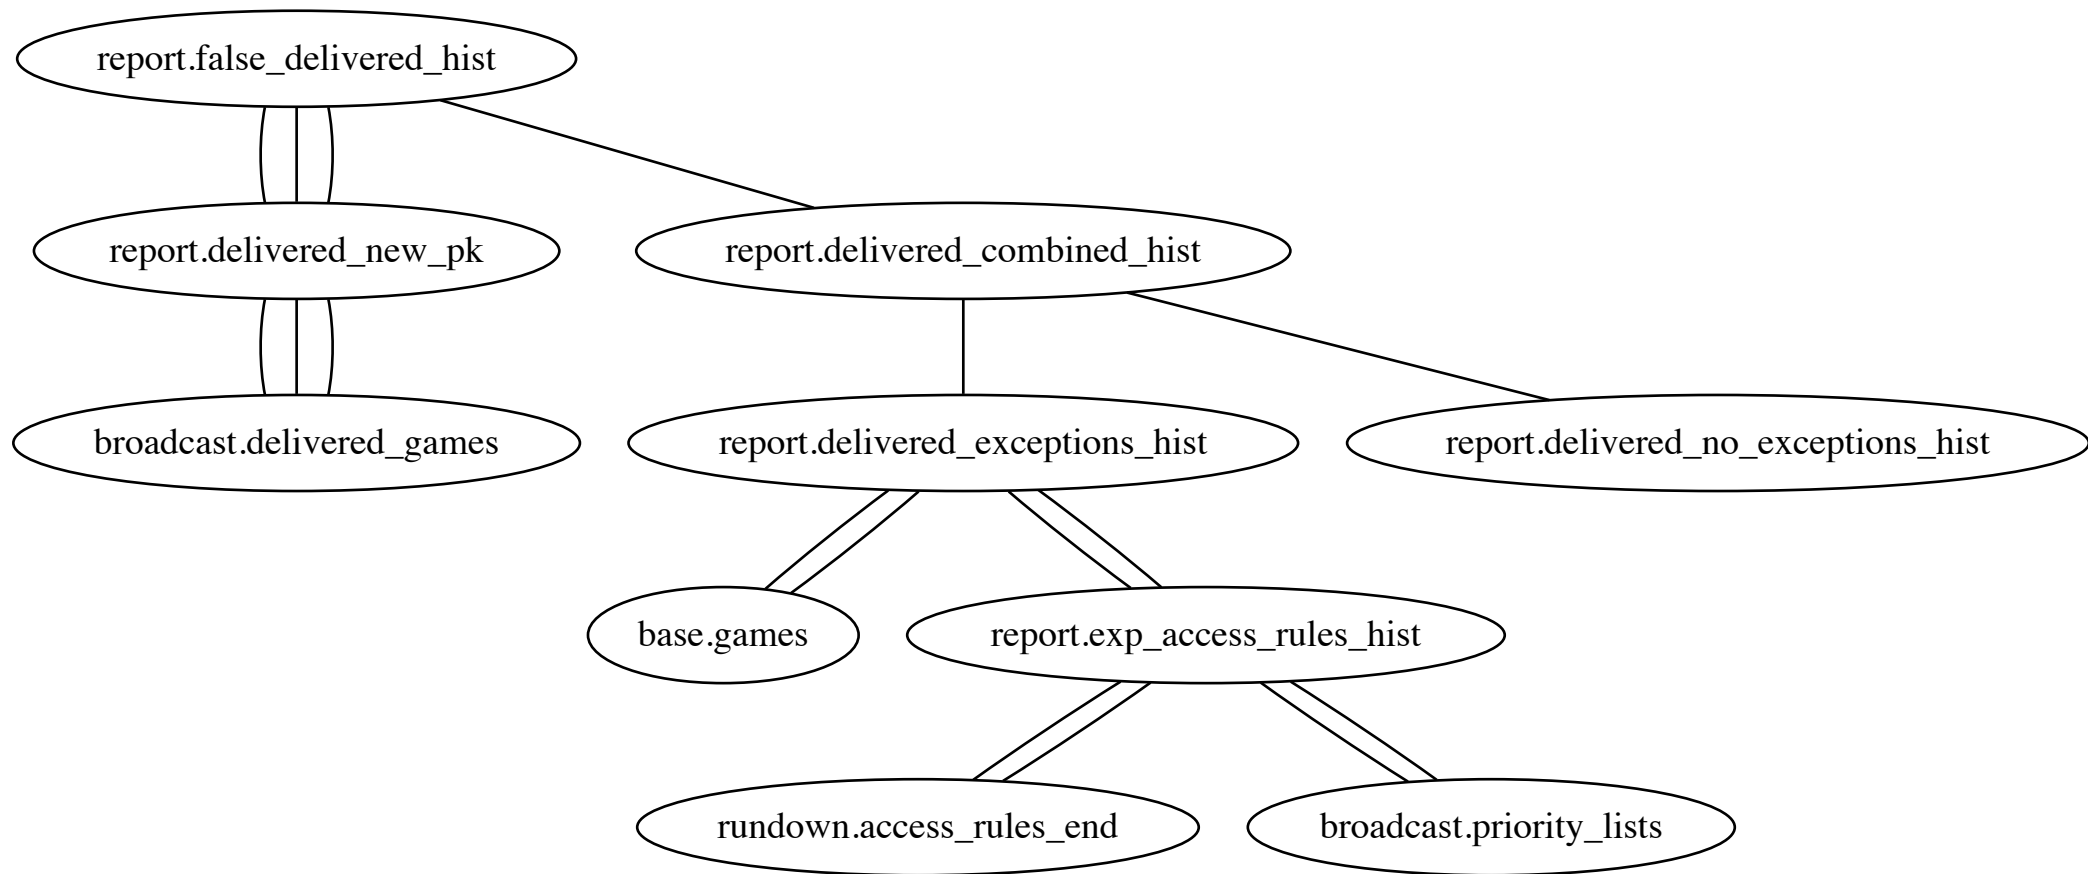 report.false_delivered_hist
report.delivered_new_pk
report.delivered_combined_hist
broadcast.delivered_games
report.delivered_exceptions_hist
report.delivered_no_exceptions_hist
base.games
report.exp_access_rules_hist
rundown.access_rules_end
broadcast.priority_lists